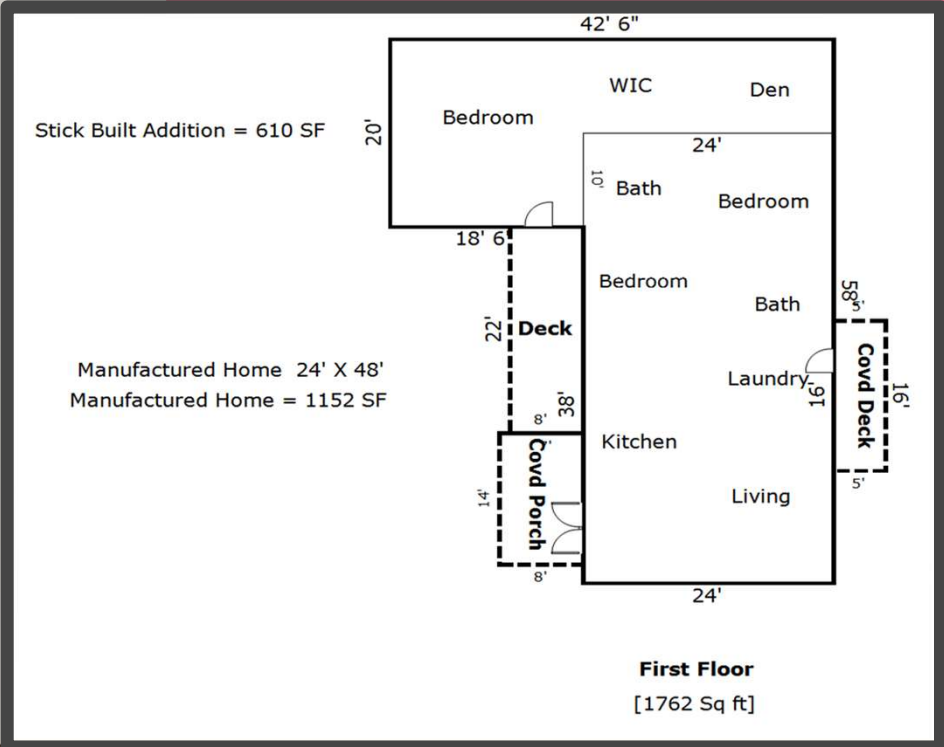 42' 6"
WIC
Den
Bedroom
Stick Built Addition = 610 SF
20'
24'
10'
Bath
Bedroom
18' 6"
Bedroom
58'
5'
Bath
22'
Deck
Manufactured Home 24' X 48'
Manufactured Home = 1152 SF
Laundry
16'
Covd Deck
16'
38'
8'
Kitchen
Covd Porch
5'
14'
Living
8'
24'
First Floor
[1762 Sq ft]